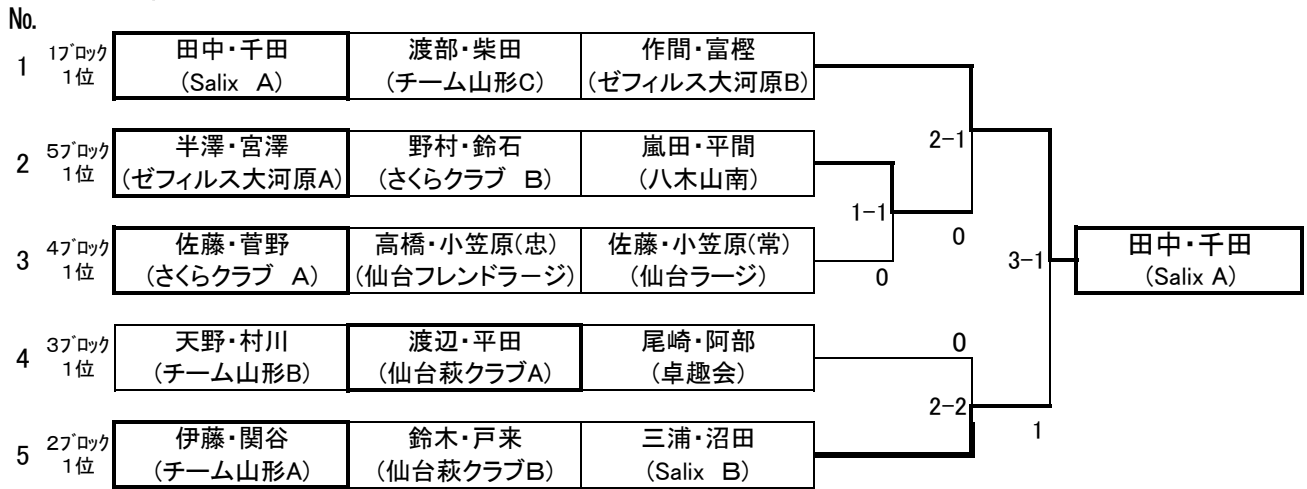 No.
1 1ブロック 1位 田中・千田 (Salix A) 渡部・柴田 (チーム山形C) 作間・富樫 (ゼフィルス大河原B)
2 5ブロック 1位 半澤・宮澤 (ゼフィルス大河原A) 野村・鈴石 (さくらクラブ B) 嵐田・平間 (八木山南)
3 4ブロック 1位 佐藤・菅野 (さくらクラブ A) 高橋・小笠原(忠) (仙台フレンドラージ) 佐藤・小笠原(常) (仙台ラージ)
4 3ブロック 1位 天野・村川 (チーム山形B) 渡辺・平田 (仙台萩クラブA) 尾崎・阿部 (卓趣会)
5 2ブロック 1位 伊藤・関谷 (チーム山形A) 鈴木・戸来 (仙台萩クラブB) 三浦・沼田 (Salix B)
2-1
1-1
0
0
3-1
0
2-2
1
田中・千田
(Salix A)